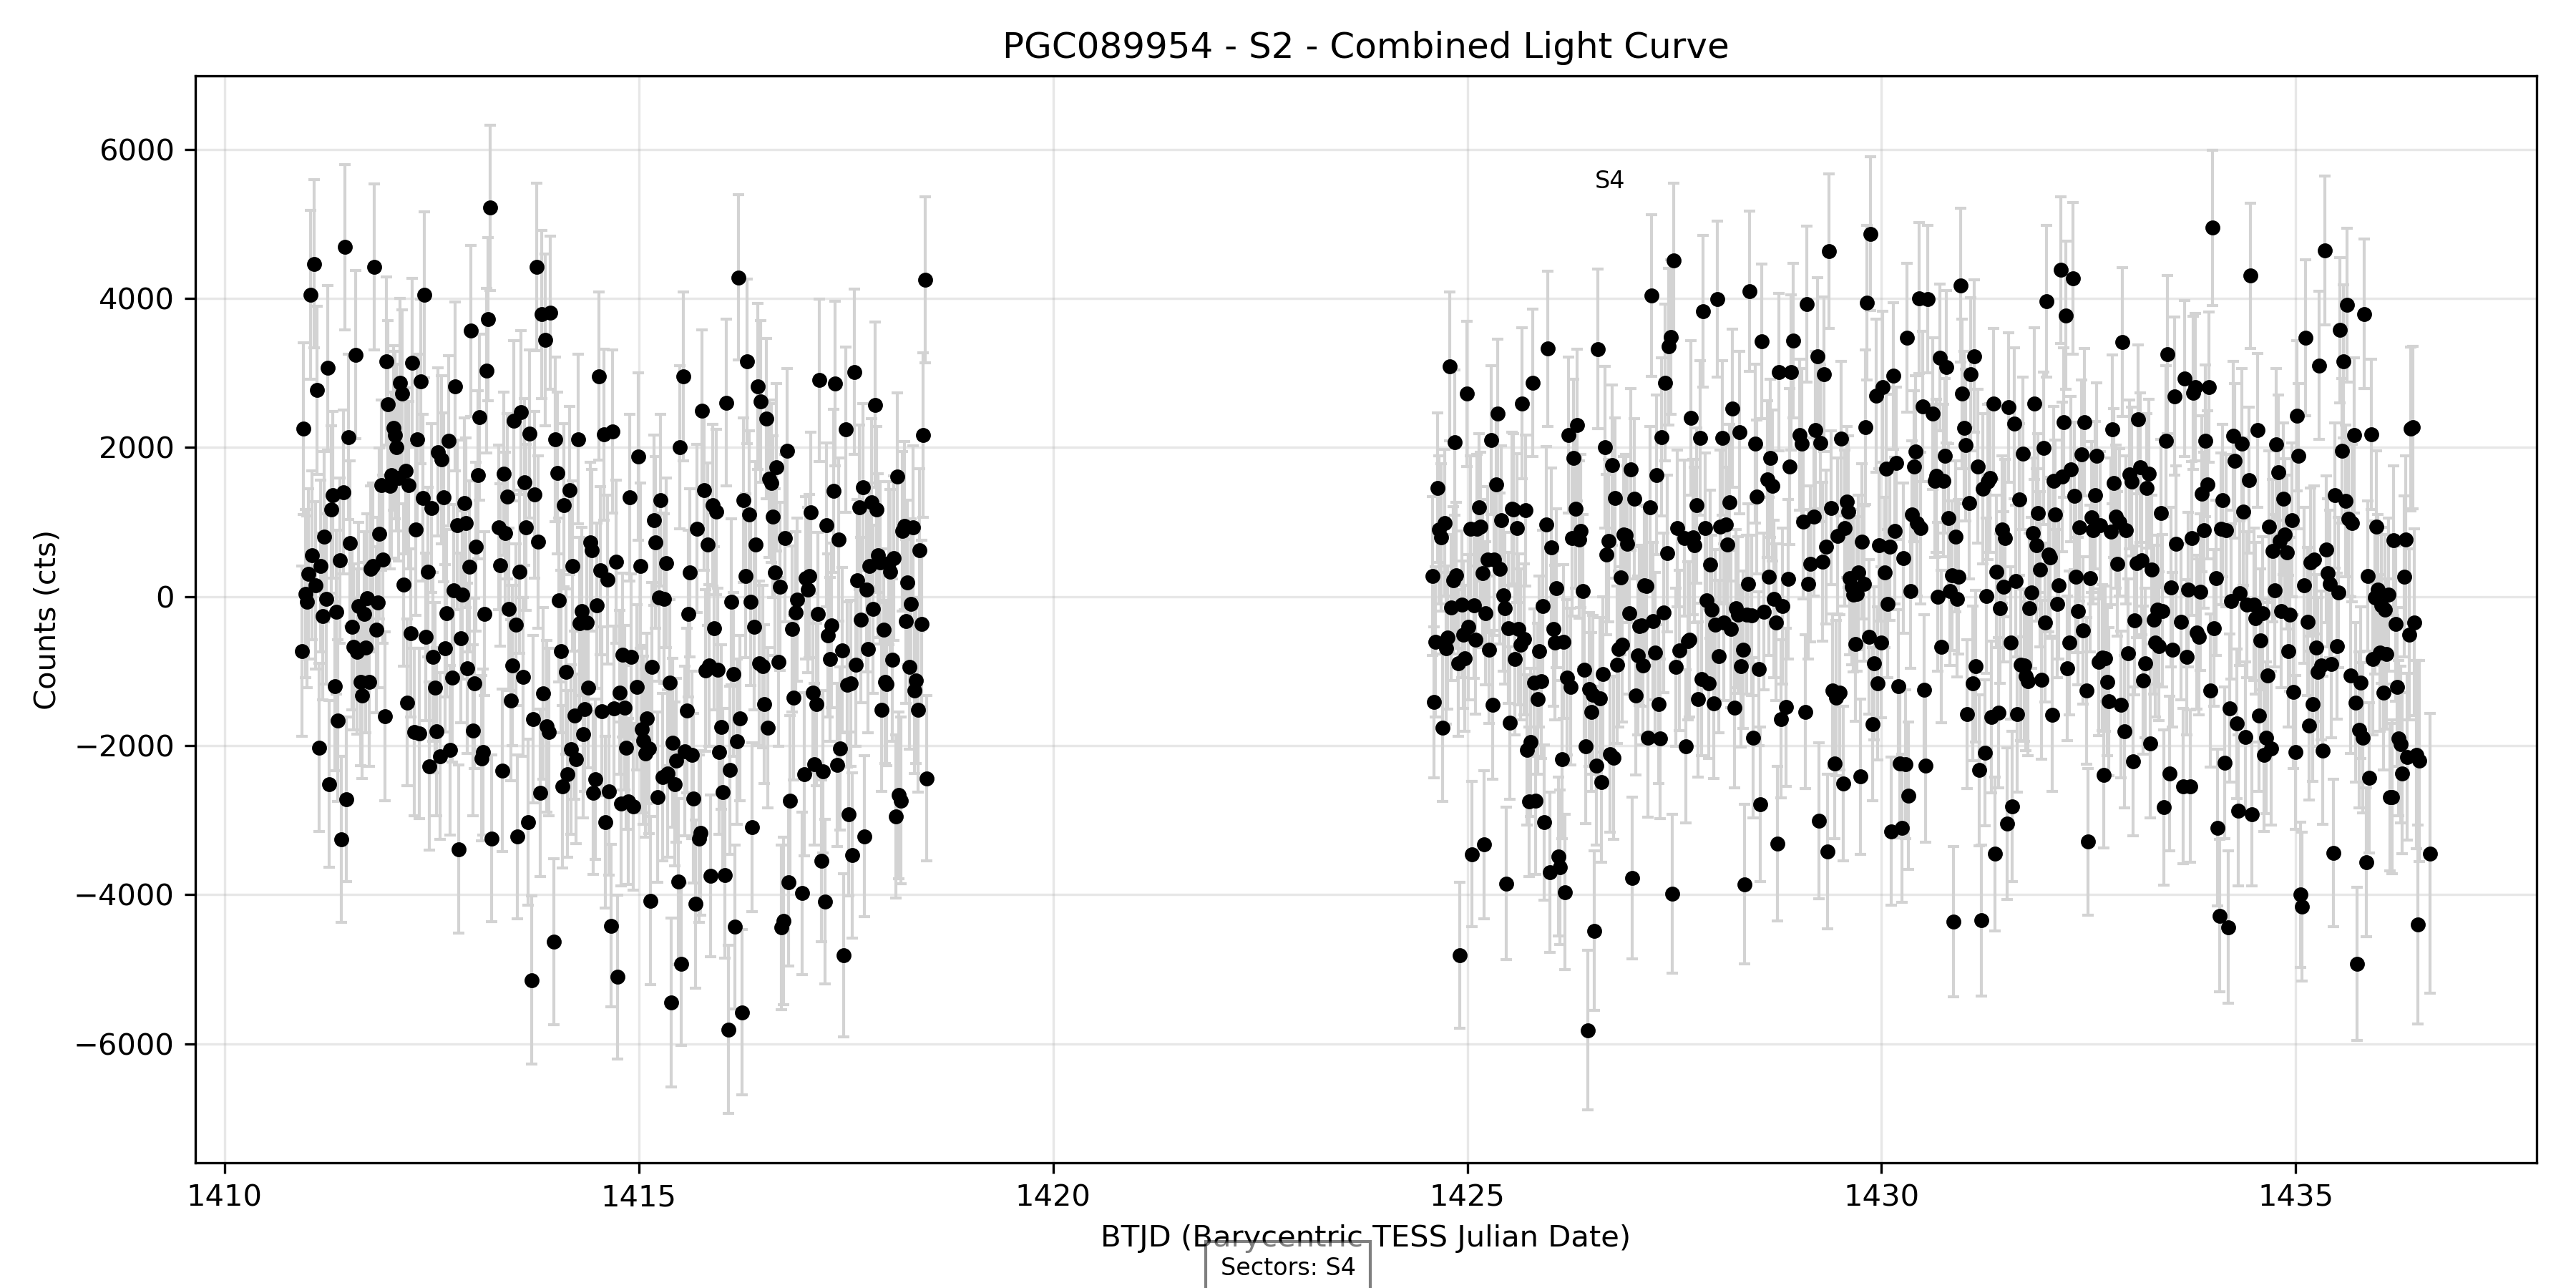 PGC089954 - S2 - Combined Light Curve
Counts (cts)
6000
4000
2000
0
−2000
−4000
−6000
S4
1410 1415 1420 1425 1430 1435
BTJD (Barycentric TESS Julian Date)
Sectors: S4